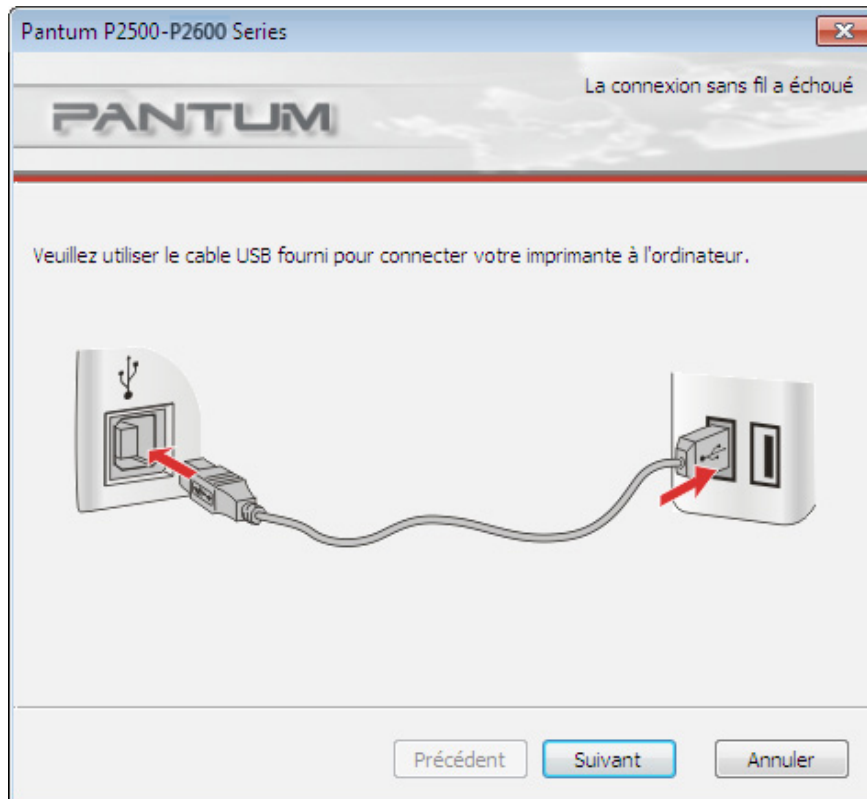 Pantum P2500-P2600 Series
La connexion sans fil a échoué
PANTUM
Veuillez utiliser le cable USB fourni pour connecter votre imprimante à l'ordinateur.
Précédent
Suivant
Annuler